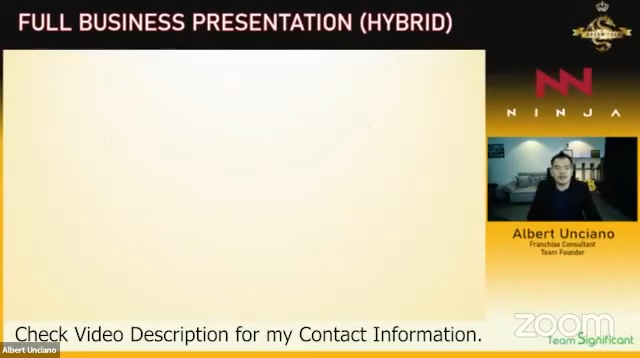 FULL BUSINESS PRESENTATION (HYBRID)
NINJA
Albert Unciano
Franchise Consultant
Team Founder
Check Video Description for my Contact Information.
zoom
Team Significant
Albert Unciano